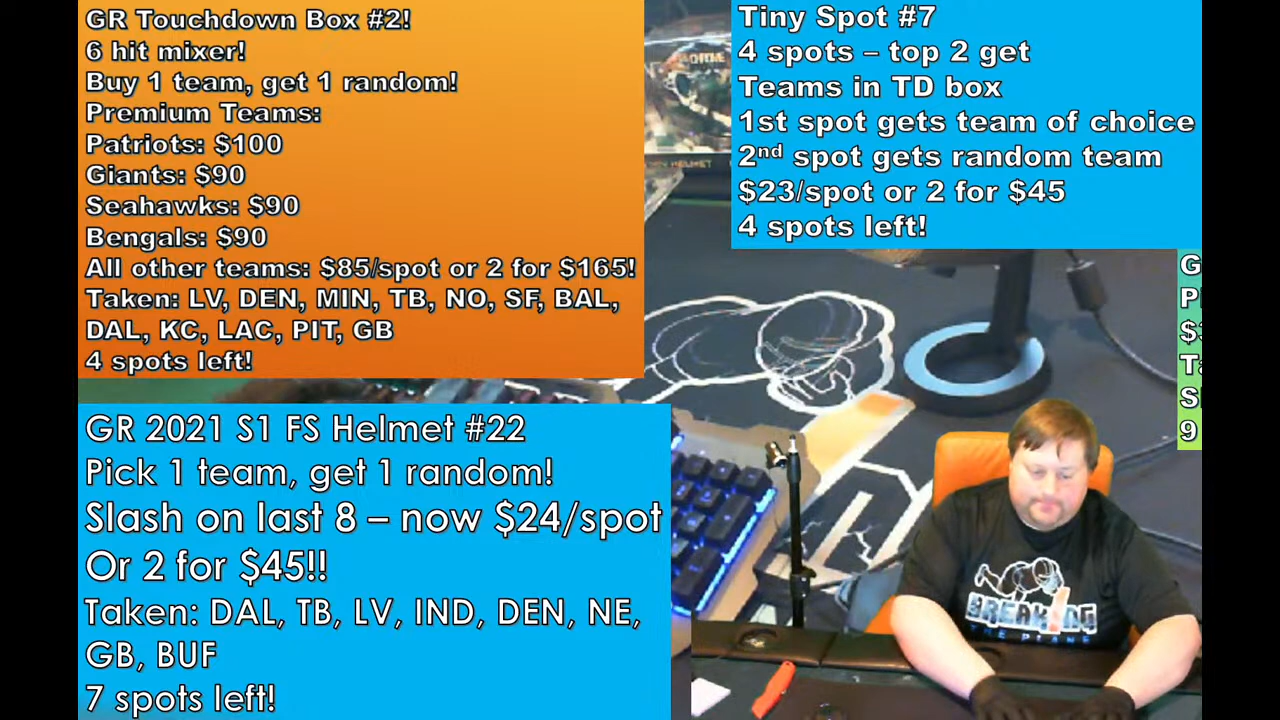 GR Touchdown Box #2!
6 hit mixer!
Buy 1 team, get 1 random!
Premium Teams:
Patriots: $100
Giants: $90
Seahawks: $90
Bengals: $90
All other teams: $85/spot or 2 for $165!
Taken: LV, DEN, MIN, TB, NO, SF, BAL,
DAL, KC, LAC, PIT, GB
4 spots left!
Tiny Spot #7
4 spots – top 2 get
Teams in TD box
1st spot gets team of choice
2nd spot gets random team
$23/spot or 2 for $45
4 spots left!
GR 2021 S1 FS Helmet #22
Pick 1 team, get 1 random!
Slash on last 8 – now $24/spot
Or 2 for $45!!
Taken: DAL, TB, LV, IND, DEN, NE,
GB, BUF
7 spots left!
BREAKING
THE PLANE